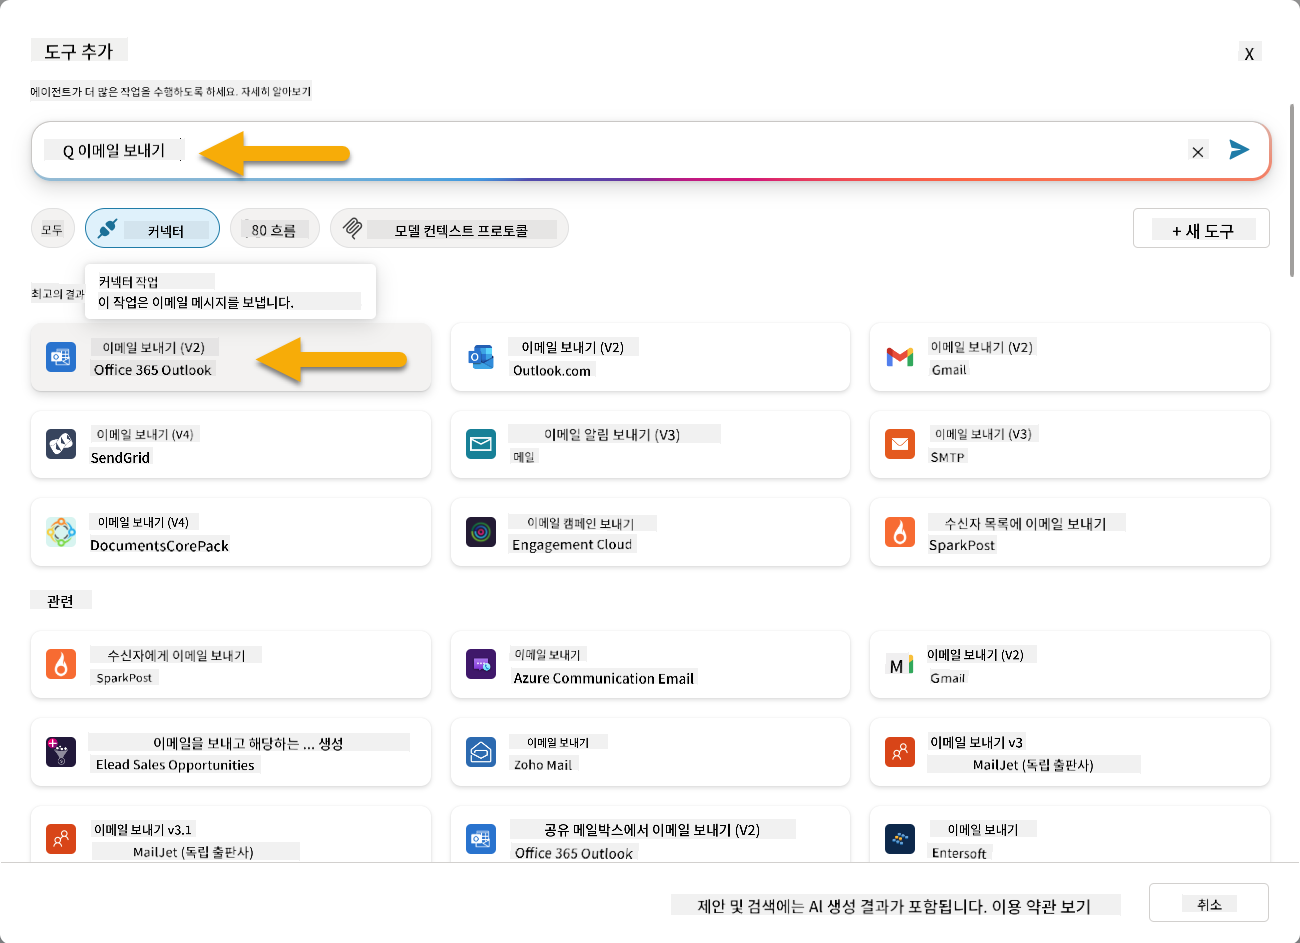 도구 추가
X
에이전트가 더 많은 작업을 수행하도록 하세요. 자세히 알아보기
Q 이메일 보내기
모두
커넥터
80 흐름
모델 컨텍스트 프로토콜
+ 새 도구
커넥터 작업
이 작업은 이메일 메시지를 보냅니다.
최고의 결과
이메일 보내기 (V2)
Office 365 Outlook
이메일 보내기 (V2)
Outlook.com
이메일 보내기 (V2)
Gmail
이메일 보내기 (V4)
SendGrid
이메일 알림 보내기 (V3)
메일
이메일 보내기 (V3)
SMTP
이메일 보내기 (V4)
DocumentsCorePack
이메일 캠페인 보내기
Engagement Cloud
수신자 목록에 이메일 보내기
SparkPost
관련
수신자에게 이메일 보내기
SparkPost
이메일 보내기
Azure Communication Email
M
이메일 보내기 (V2)
Gmail
이메일을 보내고 해당하는 ... 생성
Elead Sales Opportunities
이메일 보내기
Zoho Mail
이메일 보내기 v3
MailJet (독립 출판사)
이메일 보내기 v3.1
MailJet (독립 출판사)
공유 메일박스에서 이메일 보내기 (V2)
Office 365 Outlook
이메일 보내기
Entersoft
제안 및 검색에는 AI 생성 결과가 포함됩니다. 이용 약관 보기
취소